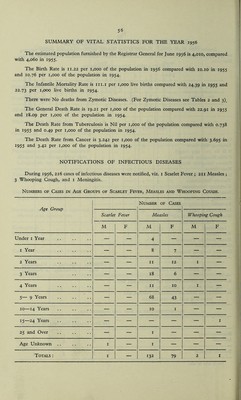 56
SUMMARY OF VITAL STATISTICS FOR THE YEAR 1956
The estimated population furnished by the Registrar General for June 1956 is 4,010, compared
with 4,060 in 1955.
The Birth Rate is 11.22 per 1,000 of the population of 1956 compared with 10.10 in 1955
and 10.76 per 1,000 of the population in 1954.
The Infantile Mortality Rate is 111.1 per 1,000 live births compared with 24.39 in 1955 and
22.73 per 1,000 live births in 1954.
There were No deaths from Zymotic Diseases. (For Zymotic Diseases see Tables 2 and 3).
The General Death Rate is 19.21 per 1,000 of the population compared with 22.92 in 1955
and 18.09 per 1,000 of the population in 1954.
The Death Rate from Tuberculosis is Nil per 1,000 of the population compared with 0.738
in 1955 and 0.49 per 1,000 of the population in 1954.
The Death Rate from Cancer is 3.242 per 1,000 of the population compared with 3.695 in
1955 and 3.42 per 1,000 of the population in 1954.
NOTIFICATIONS OF INFECTIOUS DISEASES
During 1956, 216 cases of infectious diseases were notified, viz. 1 Scarlet Fever; 211 Measles;
3 Whooping Cough, and 1 Meningitis.
Numbers of Cases in Age Groups of Scarlet Fever, Measles and Whooping Cough.
Age Group
Number of Cases
Scarlet Fever Measles Whooping Cough
M F M F M F
Under 1 Year — — 4 — — —
1 Year — — 8 7 — —
2 Years — — 11 12 1 —
3 Years — — 18 6 — —
4 Years — — 11 10 1 —
5— 9 Years — — 68 43 — —
10—14 Years — — 10 1 — —
15—24 Years — — — — — 1
25 and Over — — 1 — — —
Age Unknown 1 — 1 — — —
Totals: 1 — 132 79 2 1